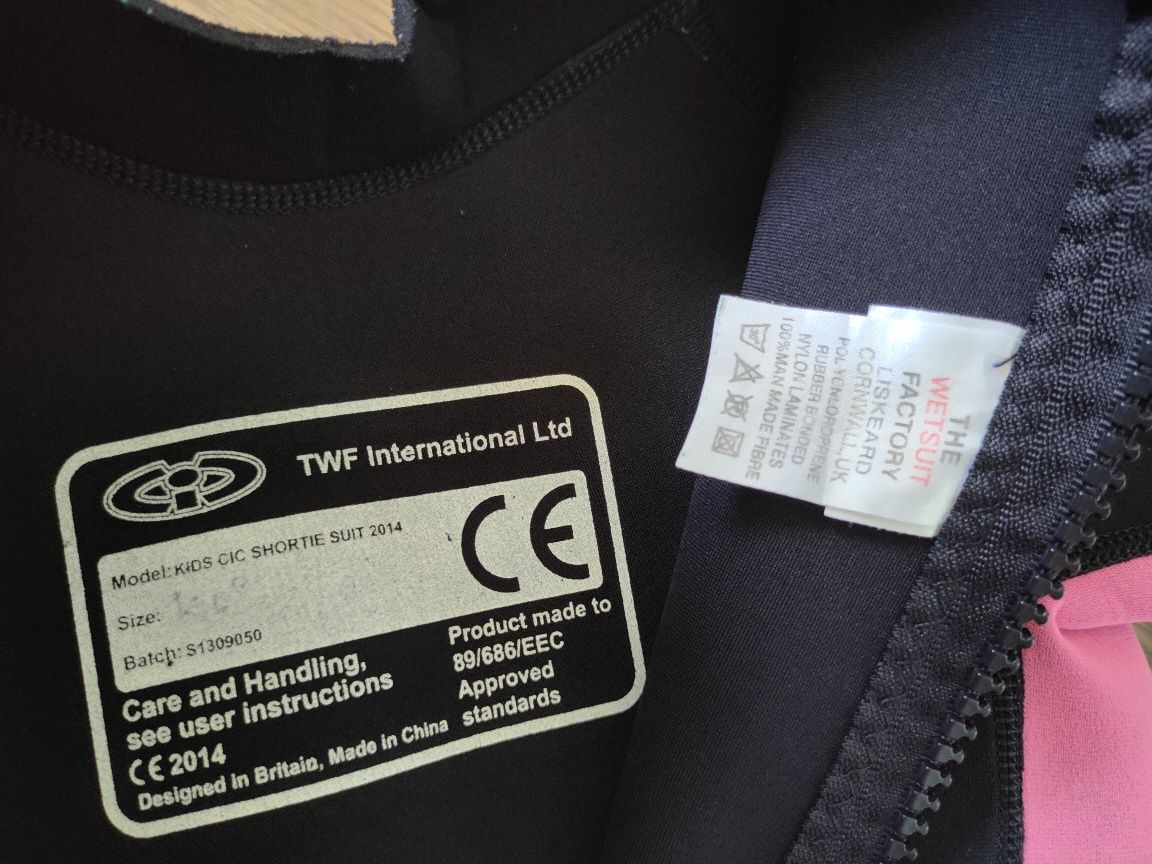 TWF International Ltd
Model: KIDS CIC SHORTIE SUIT 2014
CE
Size:
Batch: S1309050
Care and Handling,
see user instructions
CE 2014
Designed in Britain, Made in China
Product made to
89/686/EEC
Approved
standards
THE
WETSUIT
FACTORY
LISKEARD
CORNWALL, UK
POLYCHLOROPRENE
RUBBER BONDED
NYLON LAMINATES
100% MAN MADE FIBRE
30°